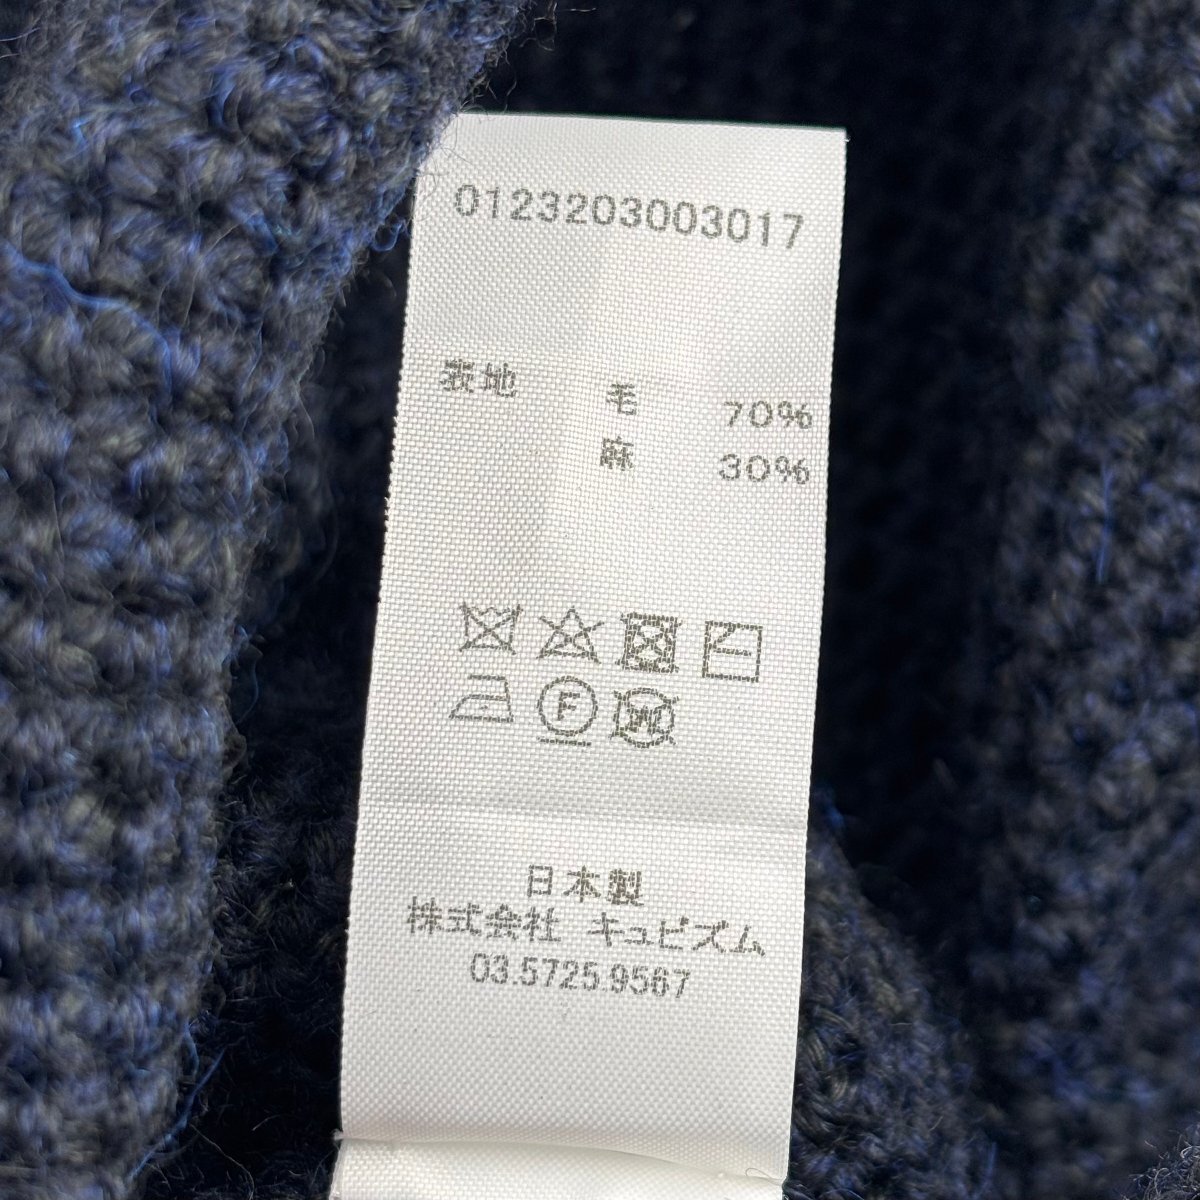 0123203003017
表地 毛 70%
麻 30%
F
W
日本製
株式会社 キュビズム
03.5725.9567